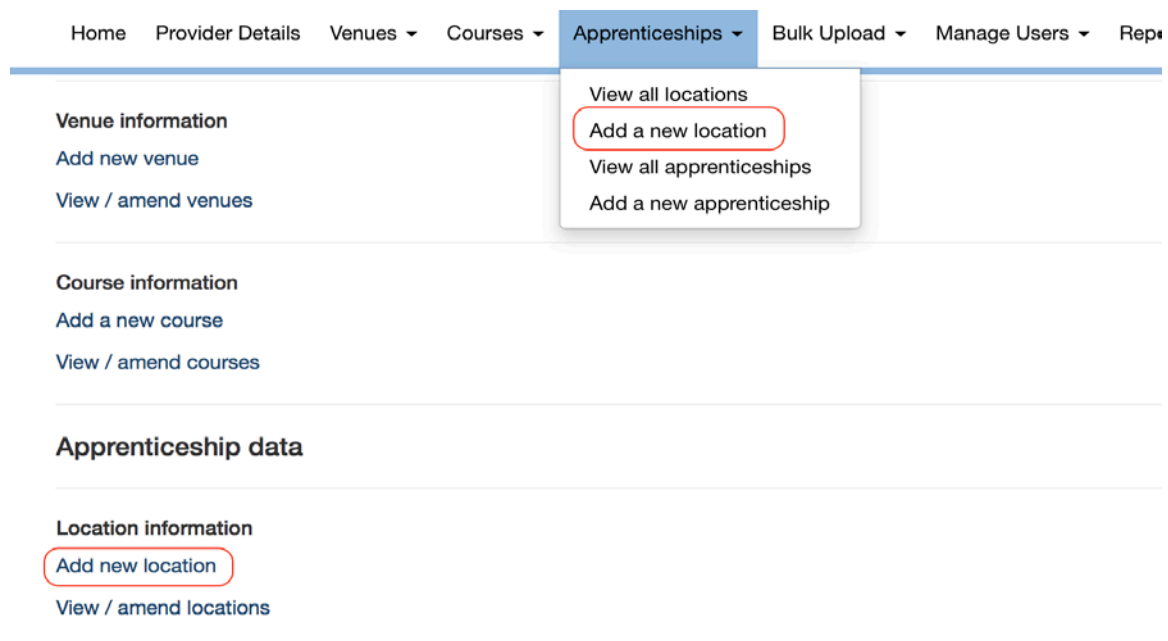 Home Provider Details Venues Courses Apprenticeships Bulk Upload Manage Users
View all locations
Add a new location
View all apprenticeships
Add a new apprenticeship
Venue information
Add new venue
View / amend venues
Course information
Add a new course
View / amend courses
Apprenticeship data
Location information
Add new location
View / amend locations